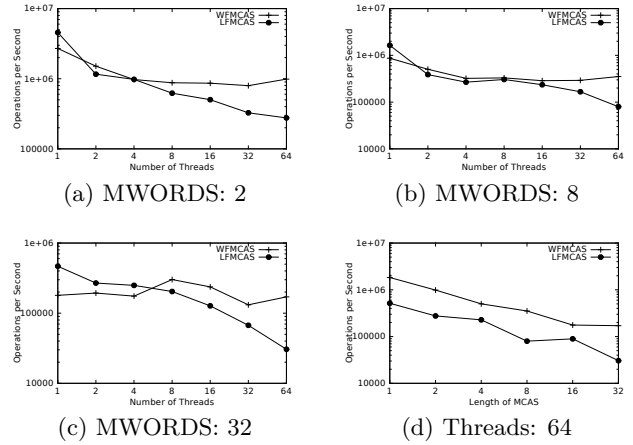 1e+07
WFMCAS
LFMCAS
Operations per Second
1e+06
100000
1 2 4 8 16 32 64
Number of Threads
(a) MWORDS: 2
1e+07
WFMCAS
LFMCAS
Operations per Second
1e+06
100000
10000
1 2 4 8 16 32 64
Number of Threads
(b) MWORDS: 8
1e+06
WFMCAS
LFMCAS
Operations per Second
100000
10000
1 2 4 8 16 32 64
Number of Threads
(c) MWORDS: 32
1e+07
WFMCAS
LFMCAS
Operations per Second
1e+06
100000
10000
1 2 4 8 16 32
Length of MCAS
(d) Threads: 64